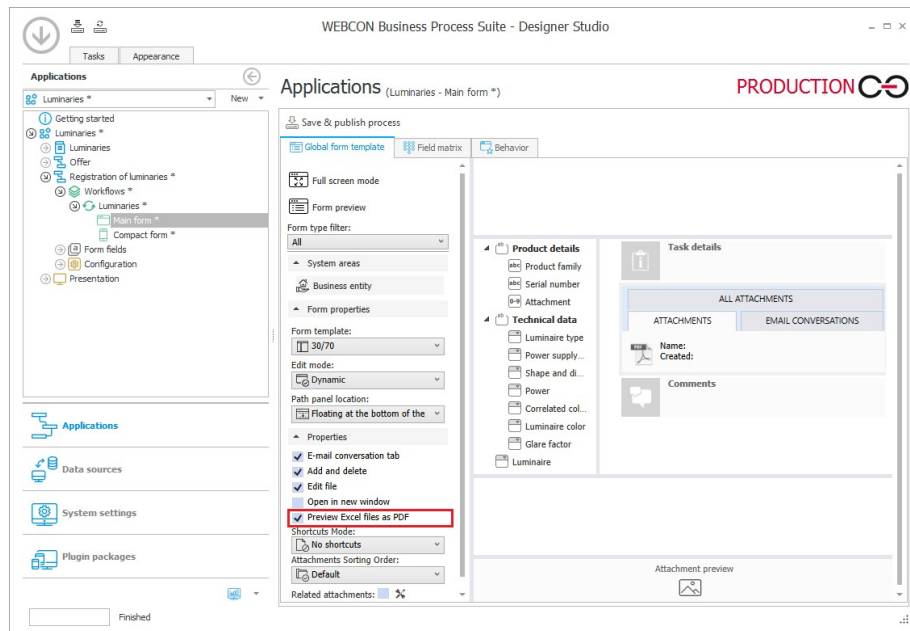 WEBCON Business Process Suite - Designer Studio
Tasks
Appearance
Applications
Luminaries *
New
Getting started
Luminaries *
Luminaries
Offer
Registration of luminaries *
Workflows *
Luminaries *
Main form *
Compact form *
Form fields
Configuration
Presentation
Applications
Data sources
System settings
Plugin packages
Finished
Applications (Luminaries - Main form *)
PRODUCTION
Save & publish process
Global form template
Field matrix
Behavior
Full screen mode
Form preview
Form type filter:
All
System areas
Business entity
Form properties
Form template:
30/70
Edit mode:
Dynamic
Path panel location:
Floating at the bottom of the
Properties
E-mail conversation tab
Add and delete
Edit file
Open in new window
Preview Excel files as PDF
Shortcuts Mode:
No shortcuts
Attachments Sorting Order:
Default
Related attachments:
Product details
Product family
Serial number
Attachment
Technical data
Luminaire type
Power supply...
Shape and di...
Power
Correlated col...
Luminaire color
Glare factor
Luminaire
Task details
ALL ATTACHMENTS
ATTACHMENTS
EMAIL CONVERSATIONS
PDF
Name:
Created:
Comments
Attachment preview